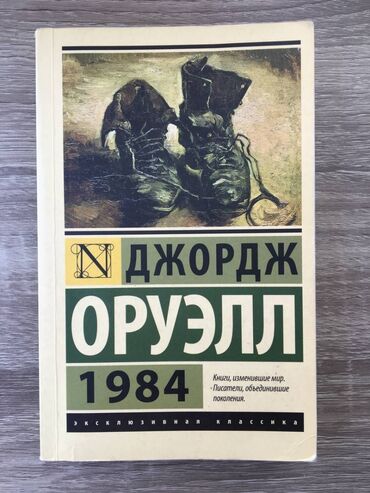 N
ДЖОРДЖ
ОРУЭЛЛ
1984
Книги, изменившие мир.
Писатели, объединившие
поколения.
эксклюзивная классика